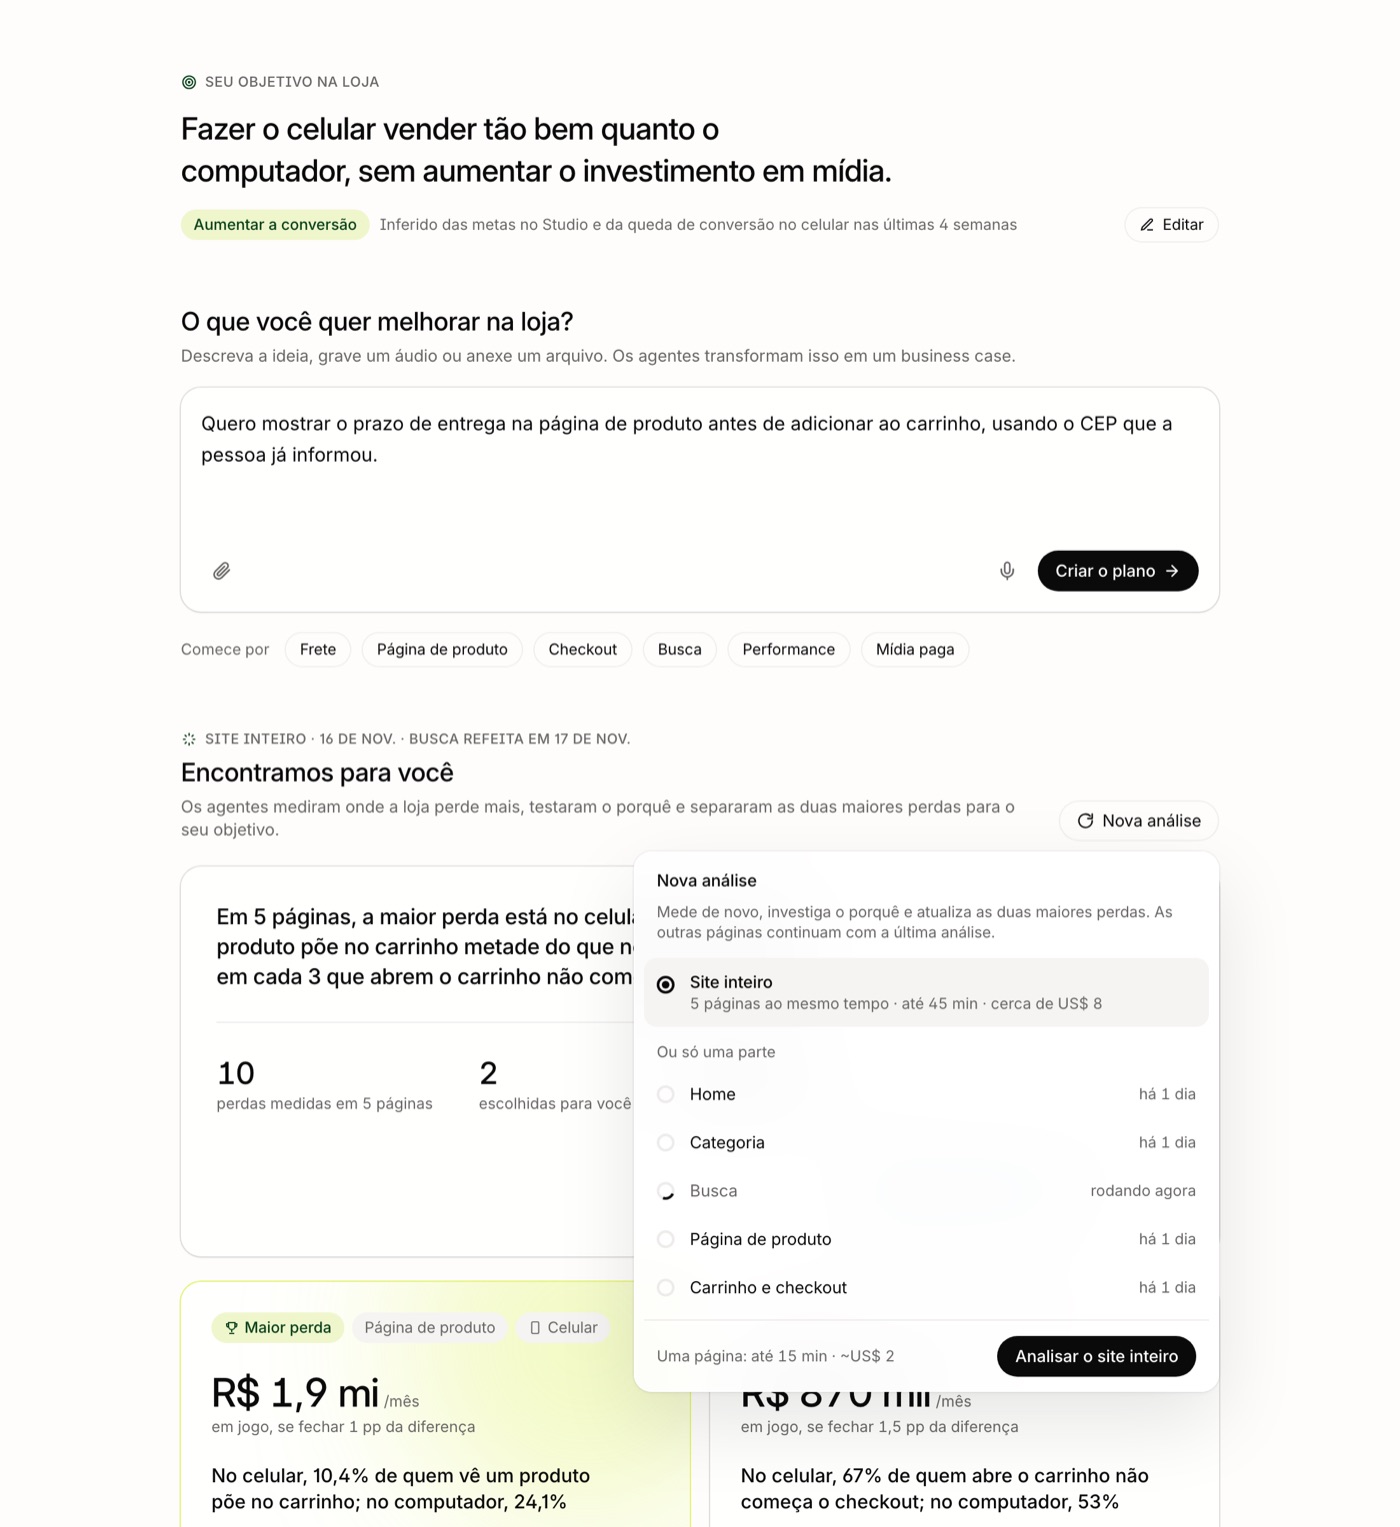 SEU OBJETIVO NA LOJA
Fazer o celular vender tão bem quanto o
computador, sem aumentar o investimento em mídia.
Aumentar a conversão
Inferido das metas no Studio e da queda de conversão no celular nas últimas 4 semanas
Editar
O que você quer melhorar na loja?
Descreva a ideia, grave um áudio ou anexe um arquivo. Os agentes transformam isso em um business case.
Quero mostrar o prazo de entrega na página de produto antes de adicionar ao carrinho, usando o CEP que a
pessoa já informou.
Criar o plano
Comece por
Frete
Página de produto
Checkout
Busca
Performance
Mídia paga
SITE INTEIRO · 16 DE NOV. · BUSCA REFEITA EM 17 DE NOV.
Encontramos para você
Os agentes mediram onde a loja perde mais, testaram o porquê e separaram as duas maiores perdas para o
seu objetivo.
Nova análise
Em 5 páginas, a maior perda está no
produto põe no carrinho metade do que
em cada 3 que abrem o carrinho não
10
perdas medidas em 5 páginas
2
escolhidas para você
Nova análise
Mede de novo, investiga o porquê e atualiza as duas maiores perdas. As
outras páginas continuam com a última análise.
Site inteiro
5 páginas ao mesmo tempo · até 45 min · cerca de US$ 8
Ou só uma parte
Home
há 1 dia
Categoria
há 1 dia
Busca
rodando agora
Página de produto
há 1 dia
Carrinho e checkout
há 1 dia
Uma página: até 15 min · ~US$ 2
Analisar o site inteiro
Maior perda
Página de produto
Celular
R$ 1,9 mi /mês
em jogo, se fechar 1 pp da diferença
No celular, 10,4% de quem vê um produto
põe no carrinho; no computador, 24,1%
R$ 870 mil /mês
em jogo, se fechar 1,5 pp da diferença
No celular, 67% de quem abre o carrinho não
começa o checkout; no computador, 53%